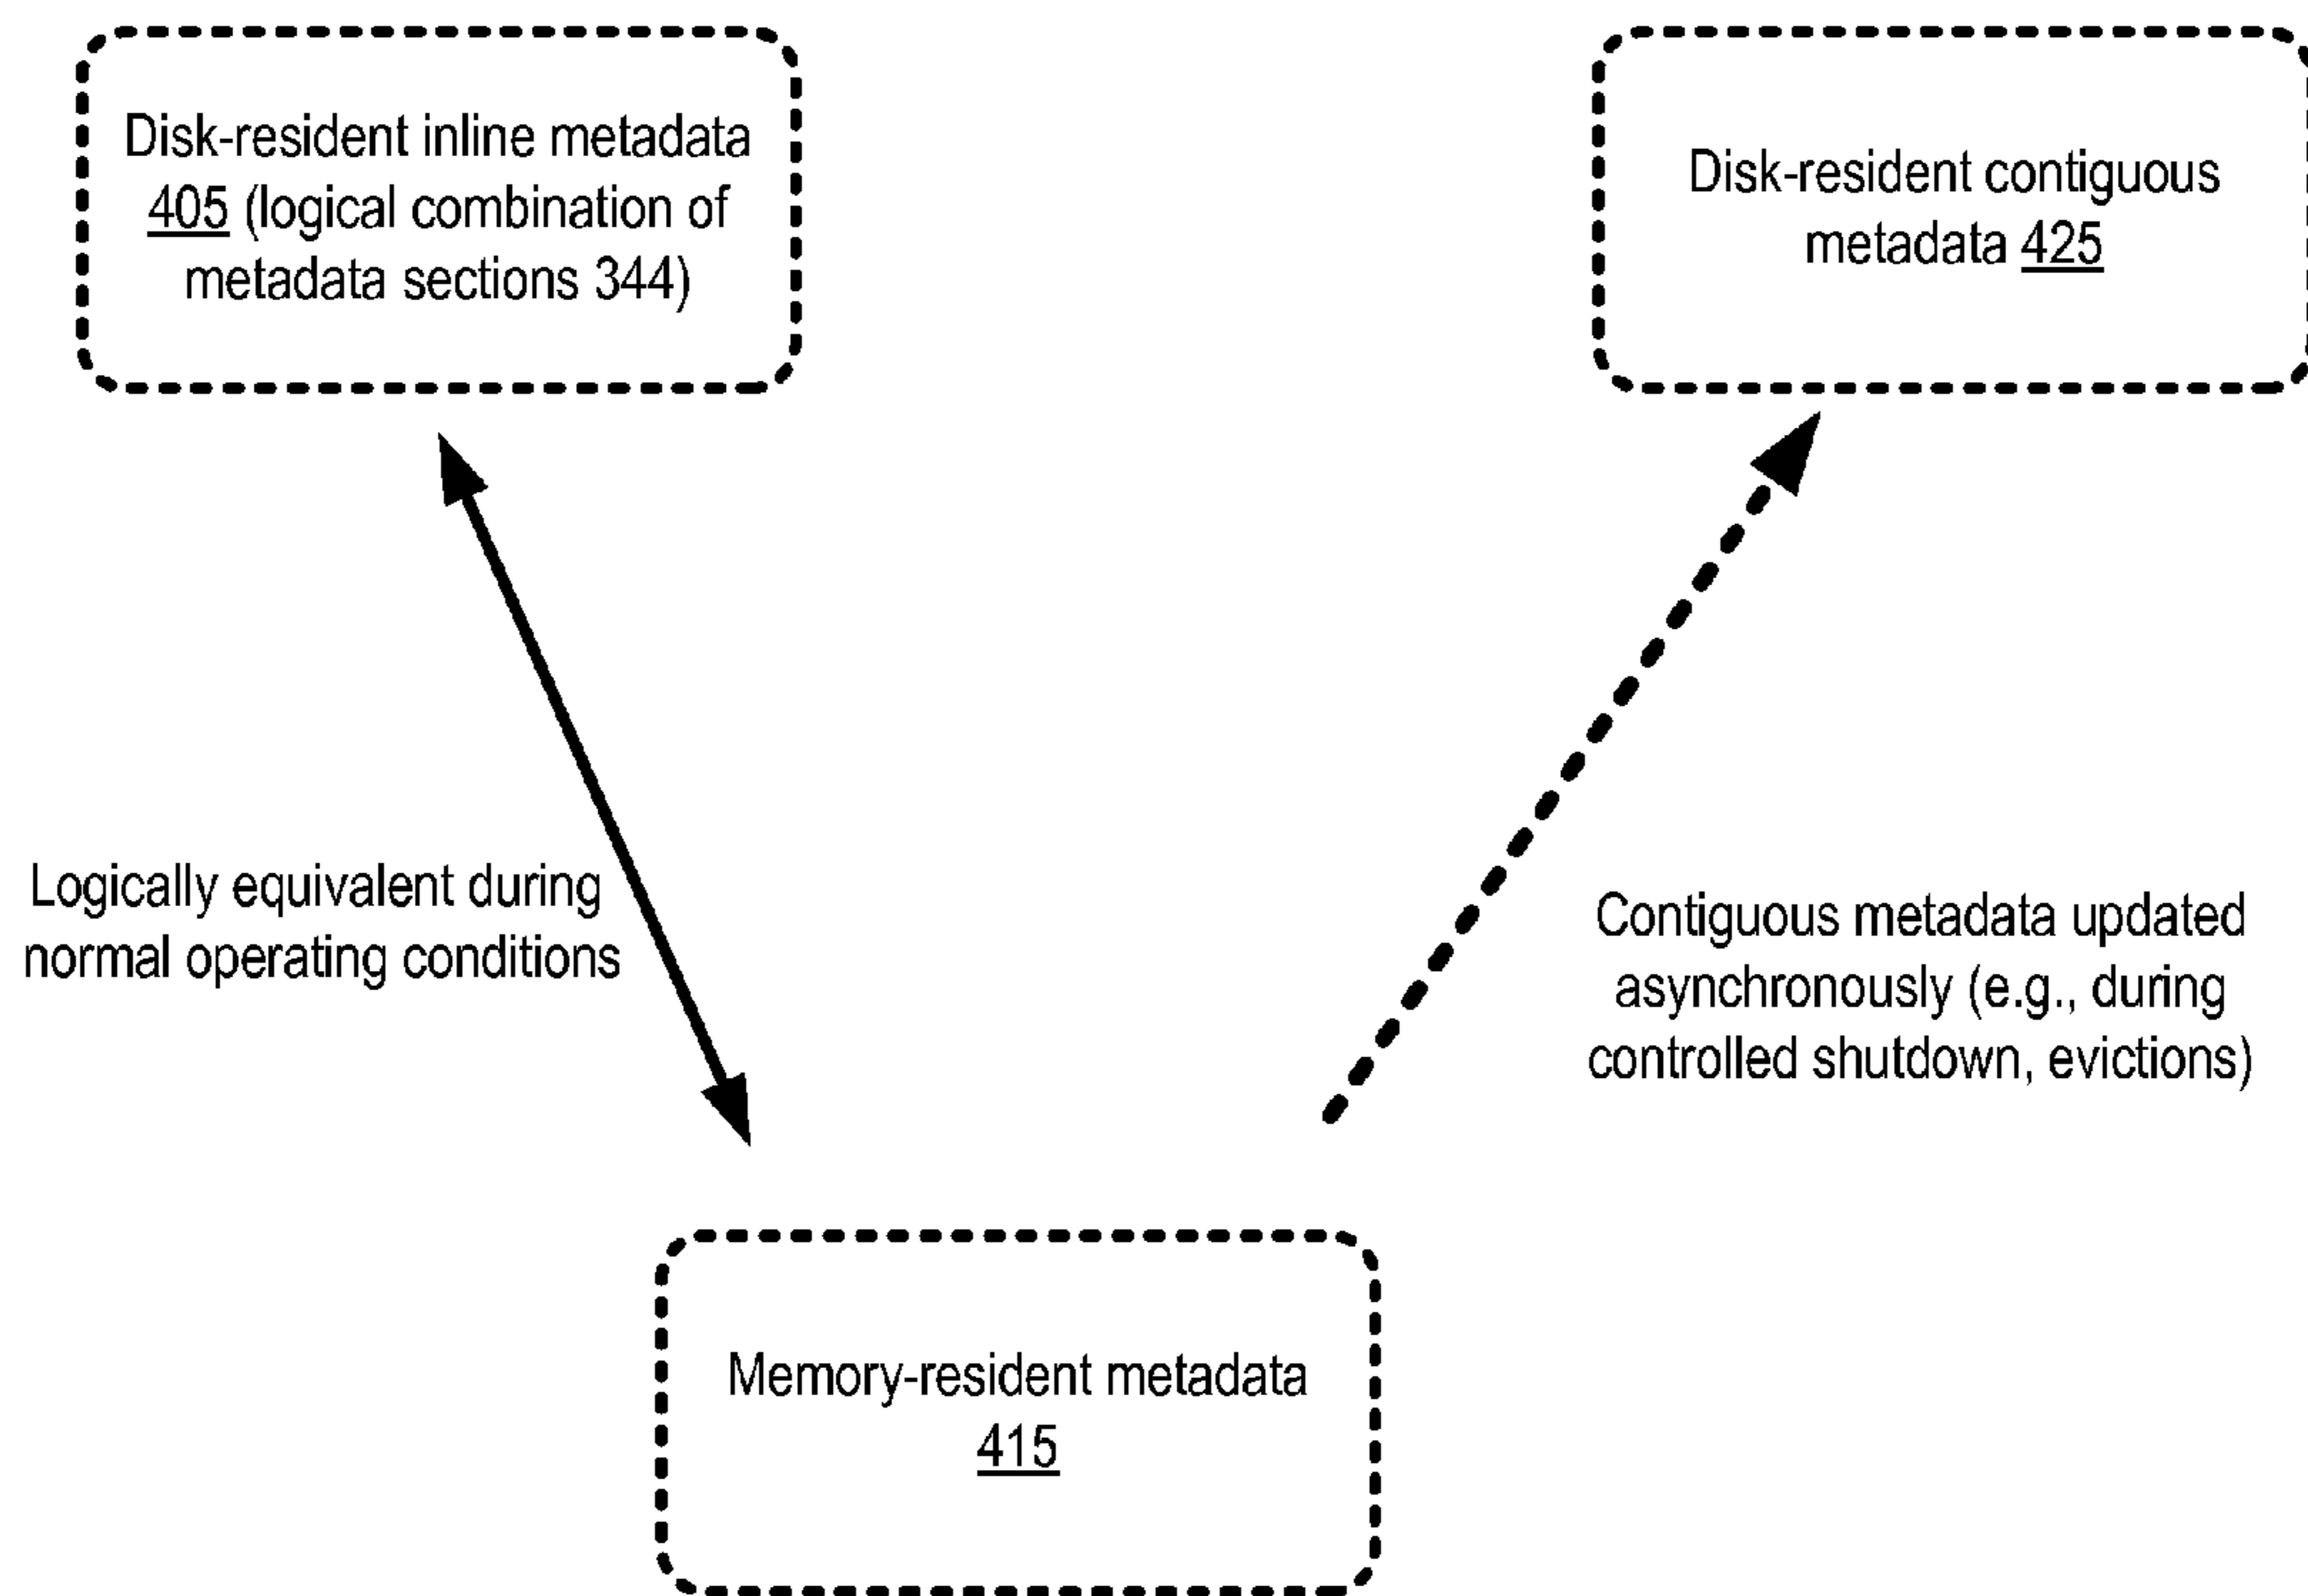 Disk-resident inline metadata
405 (logical combination of
metadata sections 344)
Disk-resident contiguous
metadata 425
Logically equivalent during
normal operating conditions
Contiguous metadata updated
asynchronously (e.g., during
controlled shutdown, evictions)
Memory-resident metadata
415